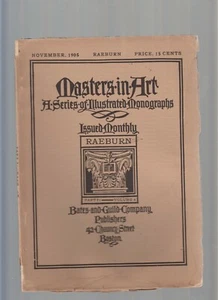 NOVEMBER, 1905 RAEBURN PRICE, 15 CENTS
Masters-in-Art
A-Series-of-Illustrated-Monographs
Issued-Monthly
RAEBURN
Bates-and-Guild-Company
Publishers
42-Chauncy-Street
Boston